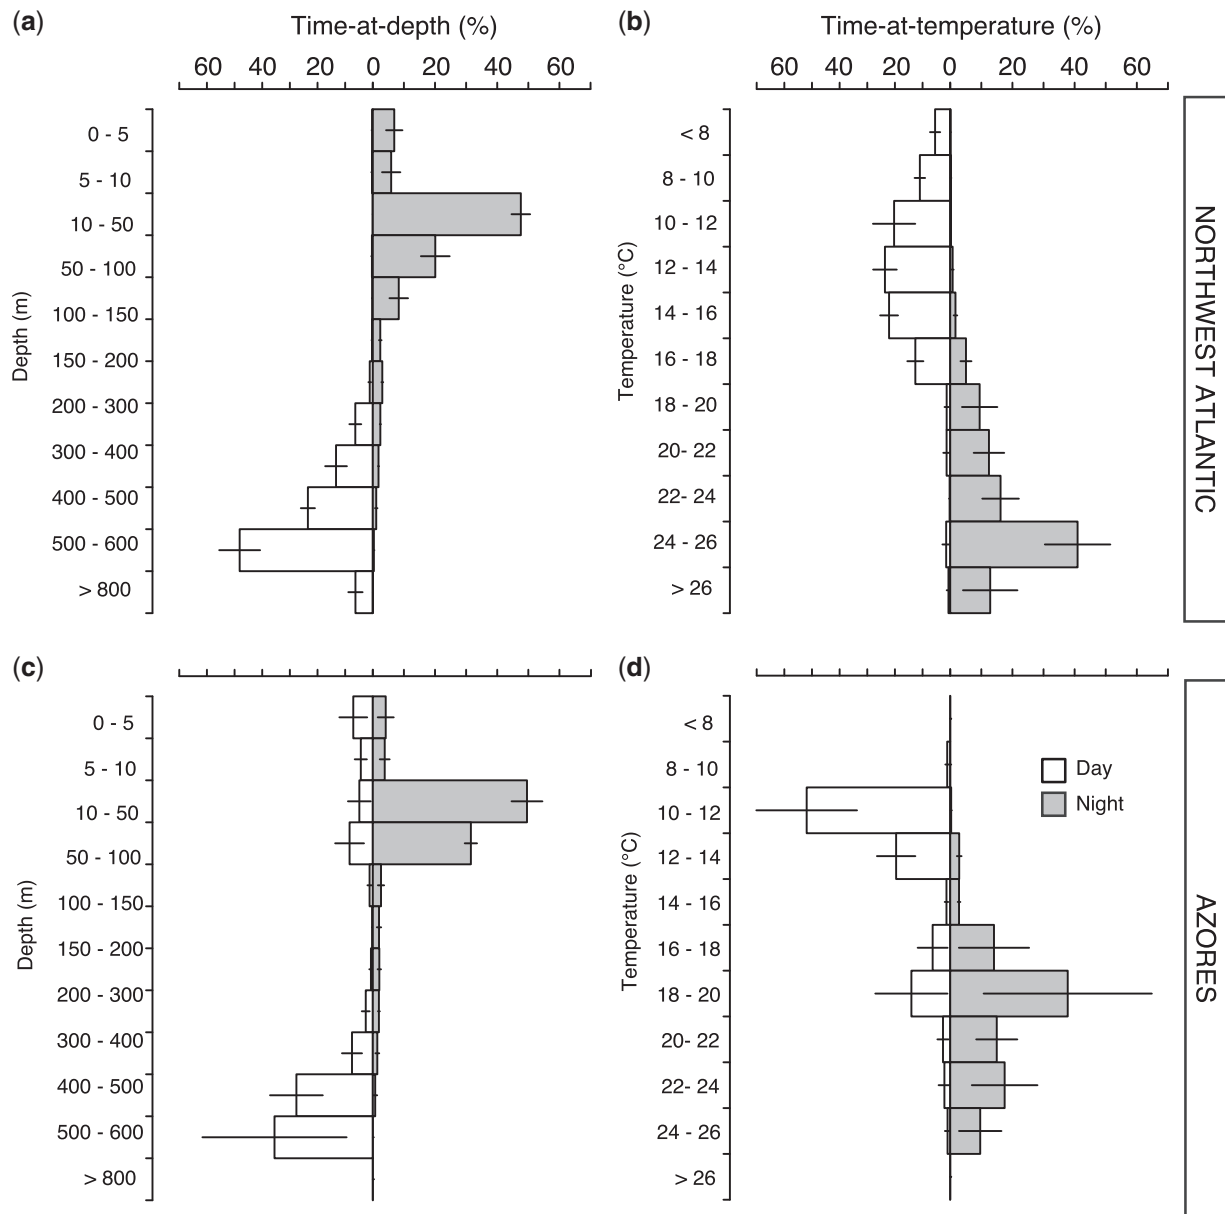 (a) Time-at-depth (%)
60 40 20 0 20 40 60
Depth (m)
0 - 5
5 - 10
10 - 50
50 - 100
100 - 150
150 - 200
200 - 300
300 - 400
400 - 500
500 - 600
> 800
(b) Time-at-temperature (%)
60 40 20 0 20 40 60
Temperature (°C)
< 8
8 - 10
10 - 12
12 - 14
14 - 16
16 - 18
18 - 20
20- 22
22- 24
24 - 26
> 26
NORTHWEST ATLANTIC
(c)
Depth (m)
0 - 5
5 - 10
10 - 50
50 - 100
100 - 150
150 - 200
200 - 300
300 - 400
400 - 500
500 - 600
> 800
(d)
Temperature (°C)
< 8
8 - 10
10 - 12
12 - 14
14 - 16
16 - 18
18 - 20
20- 22
22- 24
24 - 26
> 26
Day
Night
AZORES